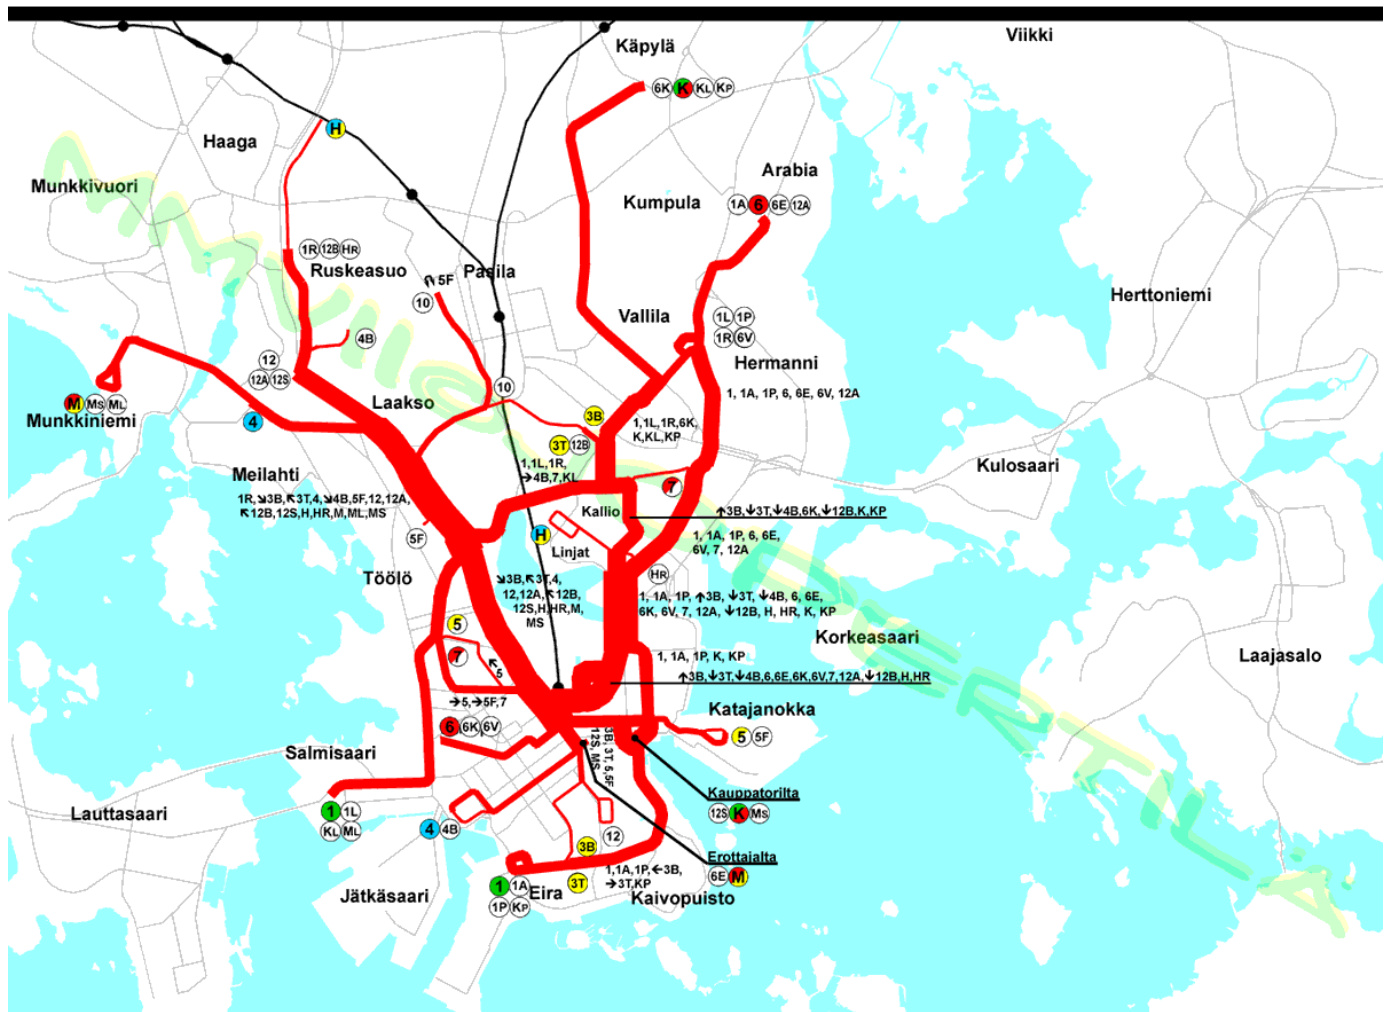 Viikki
Käpylä
6K K KL KP
H
Haaga
Arabia
Munkkivuori
Kumpula
1A 6 6E 12A
1R 12B HR
Ruskeasuo
Pasila
5F
10
Herttoniemi
Vallila
1L 1P
1R 6V
4B
12
12A 12S
Hermanni
10
1, 1A, 1P, 6, 6E, 6V, 12A
M MS ML
Munkkiniemi
Laakso
4
3B
1,1L,1R,6K,
K,KL,KP
3T 12B
1,1L,1R,
→4B,7,KL
Kulosaari
Meilahti
7
1R,↘3B,↖3T,4,↘4B,5F,12,12A,
↖12B,12S,H,HR,M,ML,MS
Kallio
↑3B,↓3T,↓4B,6K,↓12B,K,KP
5F
H
Linjat
1, 1A, 1P, 6, 6E,
6V, 7, 12A
Töölö
HR
↘3B,↖3T,4,
12,12A,↖12B,
12S,H,HR,M,
MS
1, 1A, 1P, ↑3B, ↓3T, ↓4B, 6, 6E,
6K, 6V, 7, 12A, ↓12B, H, HR, K, KP
5
Korkeasaari
7
↖5
1, 1A, 1P, K, KP
Laajasalo
↑3B,↓3T,↓4B,6,6E,6K,6V,7,12A,↓12B,H,HR
→5,→5F,7
Katajanokka
6 6K 6V
3B, 3T, 5,5F
12S, MS
5 5F
Salmisaari
Kauppatorilta
Lauttasaari
1 1L
KL ML
4 4B
12S K MS
12
3B
Erottajalta
1,1A,1P,←3B,
→3T,KP
6E M
1 1A
1P KP
Eira
3T
Jätkäsaari
Kaivopuisto